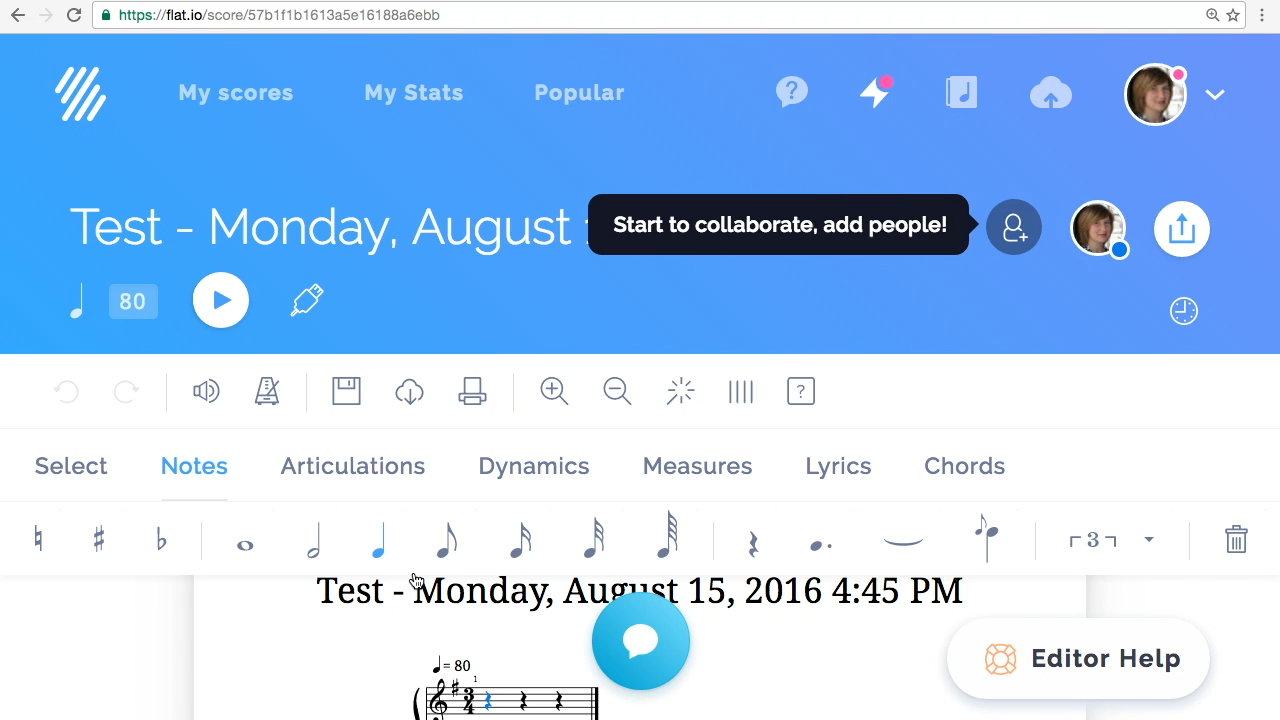 https://flat.io/score/57b1f1b1613a5e16188a6ebb
My scores My Stats Popular
Test - Monday, August
Start to collaborate, add people!
80
Select Notes Articulations Dynamics Measures Lyrics Chords
3
Test - Monday, August 15, 2016 4:45 PM
= 80
1
3
4
Editor Help